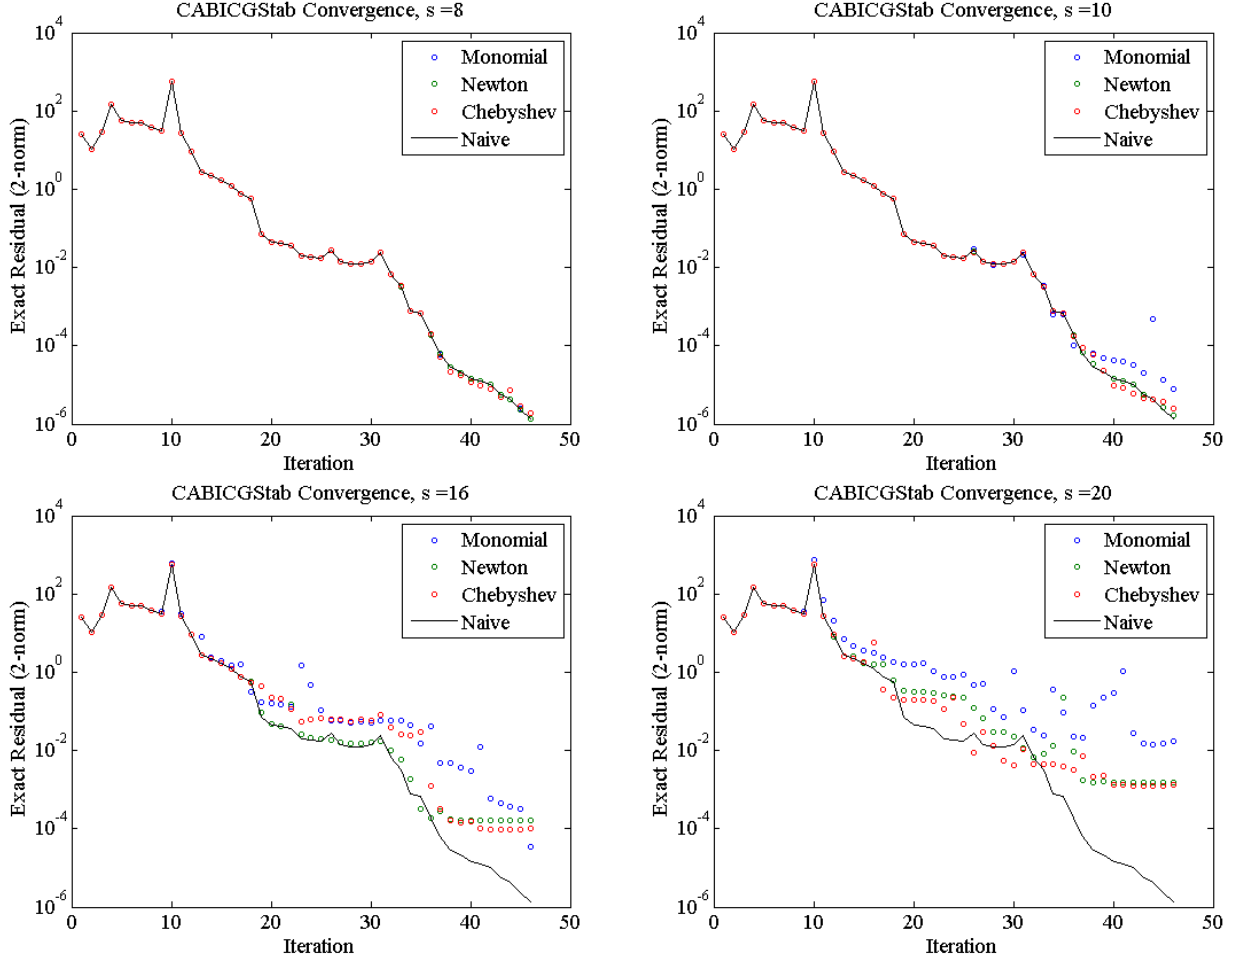 CABICGStab Convergence, s =8
10^4
10^2
10^0
10^-2
10^-4
10^-6
Exact Residual (2-norm)
Monomial
Newton
Chebyshev
Naive
0 10 20 30 40 50
Iteration
CABICGStab Convergence, s =10
10^4
10^2
10^0
10^-2
10^-4
10^-6
Exact Residual (2-norm)
Monomial
Newton
Chebyshev
Naive
0 10 20 30 40 50
Iteration
CABICGStab Convergence, s =16
10^4
10^2
10^0
10^-2
10^-4
10^-6
Exact Residual (2-norm)
Monomial
Newton
Chebyshev
Naive
0 10 20 30 40 50
Iteration
CABICGStab Convergence, s =20
10^4
10^2
10^0
10^-2
10^-4
10^-6
Exact Residual (2-norm)
Monomial
Newton
Chebyshev
Naive
0 10 20 30 40 50
Iteration